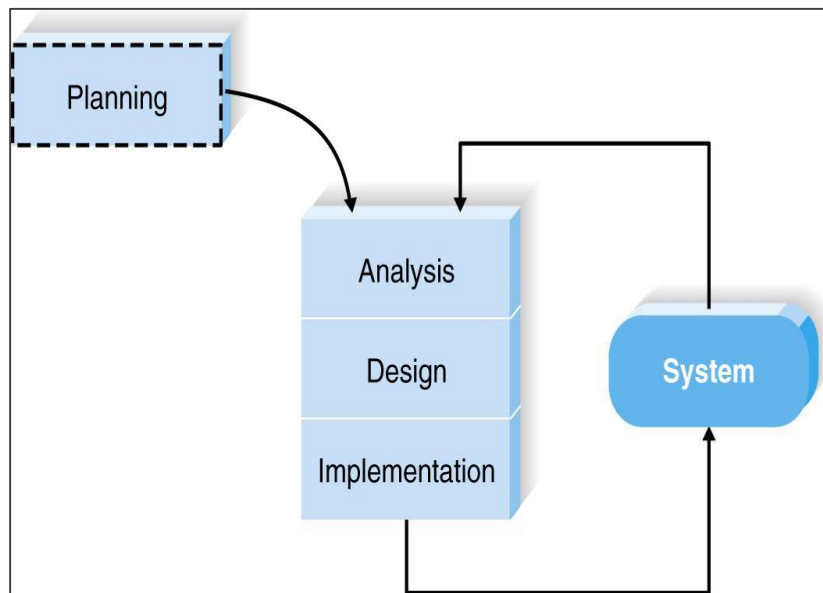 Planning
Analysis
Design
System
Implementation